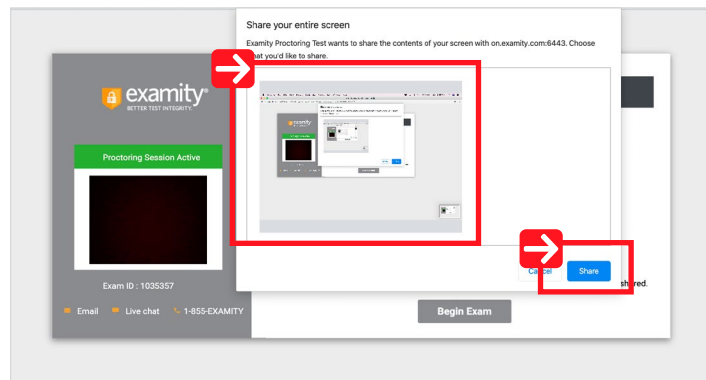 Share your entire screen
Examity Proctoring Test wants to share the contents of your screen with on.examity.com:6443. Choose
what you'd like to share.
examity®
BETTER TEST INTEGRITY
Proctoring Session Active
Exam ID : 1035357
Email Live chat 1-855-EXAMITY
Cancel Share
shared.
Begin Exam